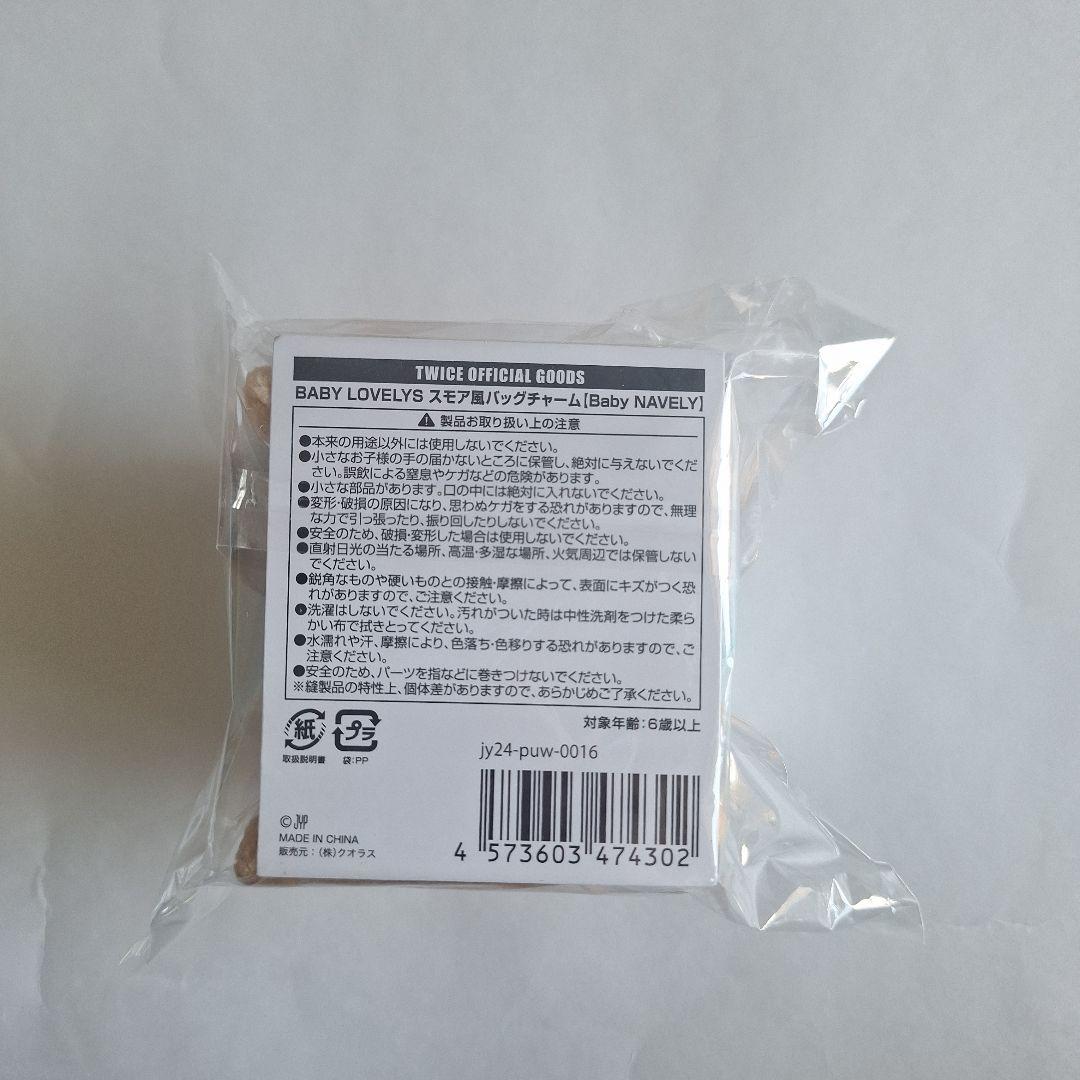 TWICE OFFICIAL GOODS
BABY LOVELYS スモア風バッグチャーム【Baby NAVELY】
製品お取り扱い上の注意
●本来の用途以外には使用しないでください。
●小さなお子様の手の届かないところに保管し、絶対に与えないでくだ
さい。誤飲による窒息やケガなどの危険があります。
●小さな部品があります。口の中には絶対に入れないでください。
●変形・破損の原因になり、思わぬケガをする恐れがありますので、無理
な力で引っ張ったり、振り回したりしないでください。
●安全のため、破損・変形した場合は使用しないでください。
●直射日光の当たる場所、高温・多湿な場所、火気周辺では保管しない
でください。
●鋭角なものや硬いものとの接触・摩擦によって、表面にキズがつく恐
れがありますので、ご注意ください。
●洗濯はしないでください。汚れがついた時は中性洗剤をつけた柔ら
かい布で拭きとってください。
●水濡れや汗、摩擦により、色落ち・色移りする恐れがありますので、ご
注意ください。
●安全のため、パーツを指などに巻きつけないでください。
※縫製品の特性上、個体差がありますので、あらかじめご了承ください。
対象年齢:6歳以上
紙 プラ
取扱説明書 袋:PP
jy24-puw-0016
© JYP
MADE IN CHINA
販売元:(株)クオラス
4 573603 474302